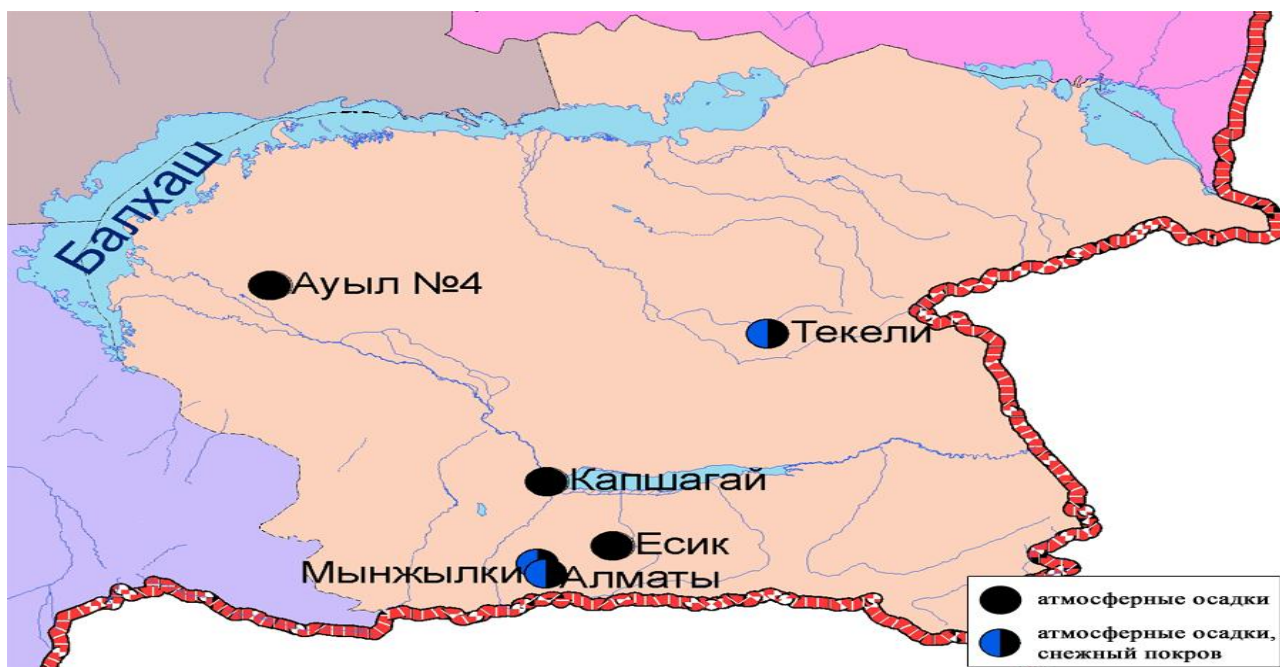 Балхаш
Ауыл №4
Текели
Капшагай
Есик
Мынжылки
Алматы
атмосферные осадки
атмосферные осадки,
снежный покров